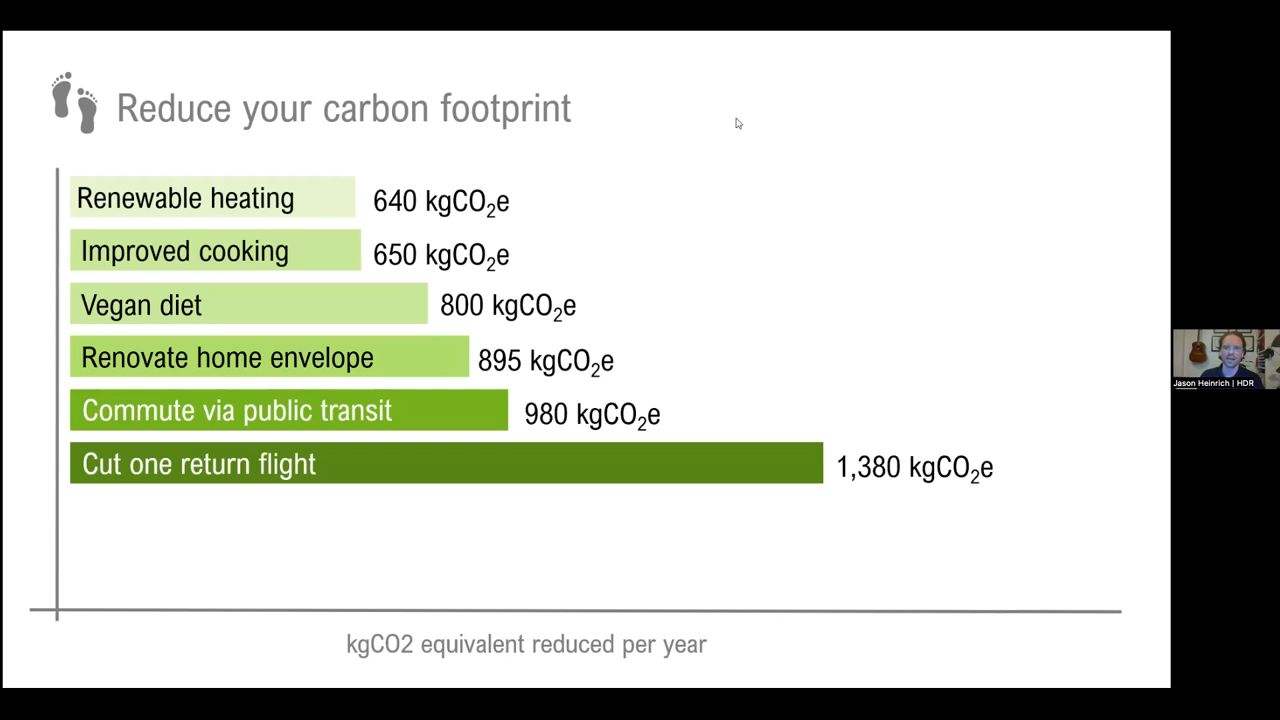 Reduce your carbon footprint
Renewable heating 640 kgCO₂e
Improved cooking 650 kgCO₂e
Vegan diet 800 kgCO₂e
Renovate home envelope 895 kgCO₂e
Commute via public transit 980 kgCO₂e
Cut one return flight 1,380 kgCO₂e
kgCO2 equivalent reduced per year
Jason Heinrich | HDR